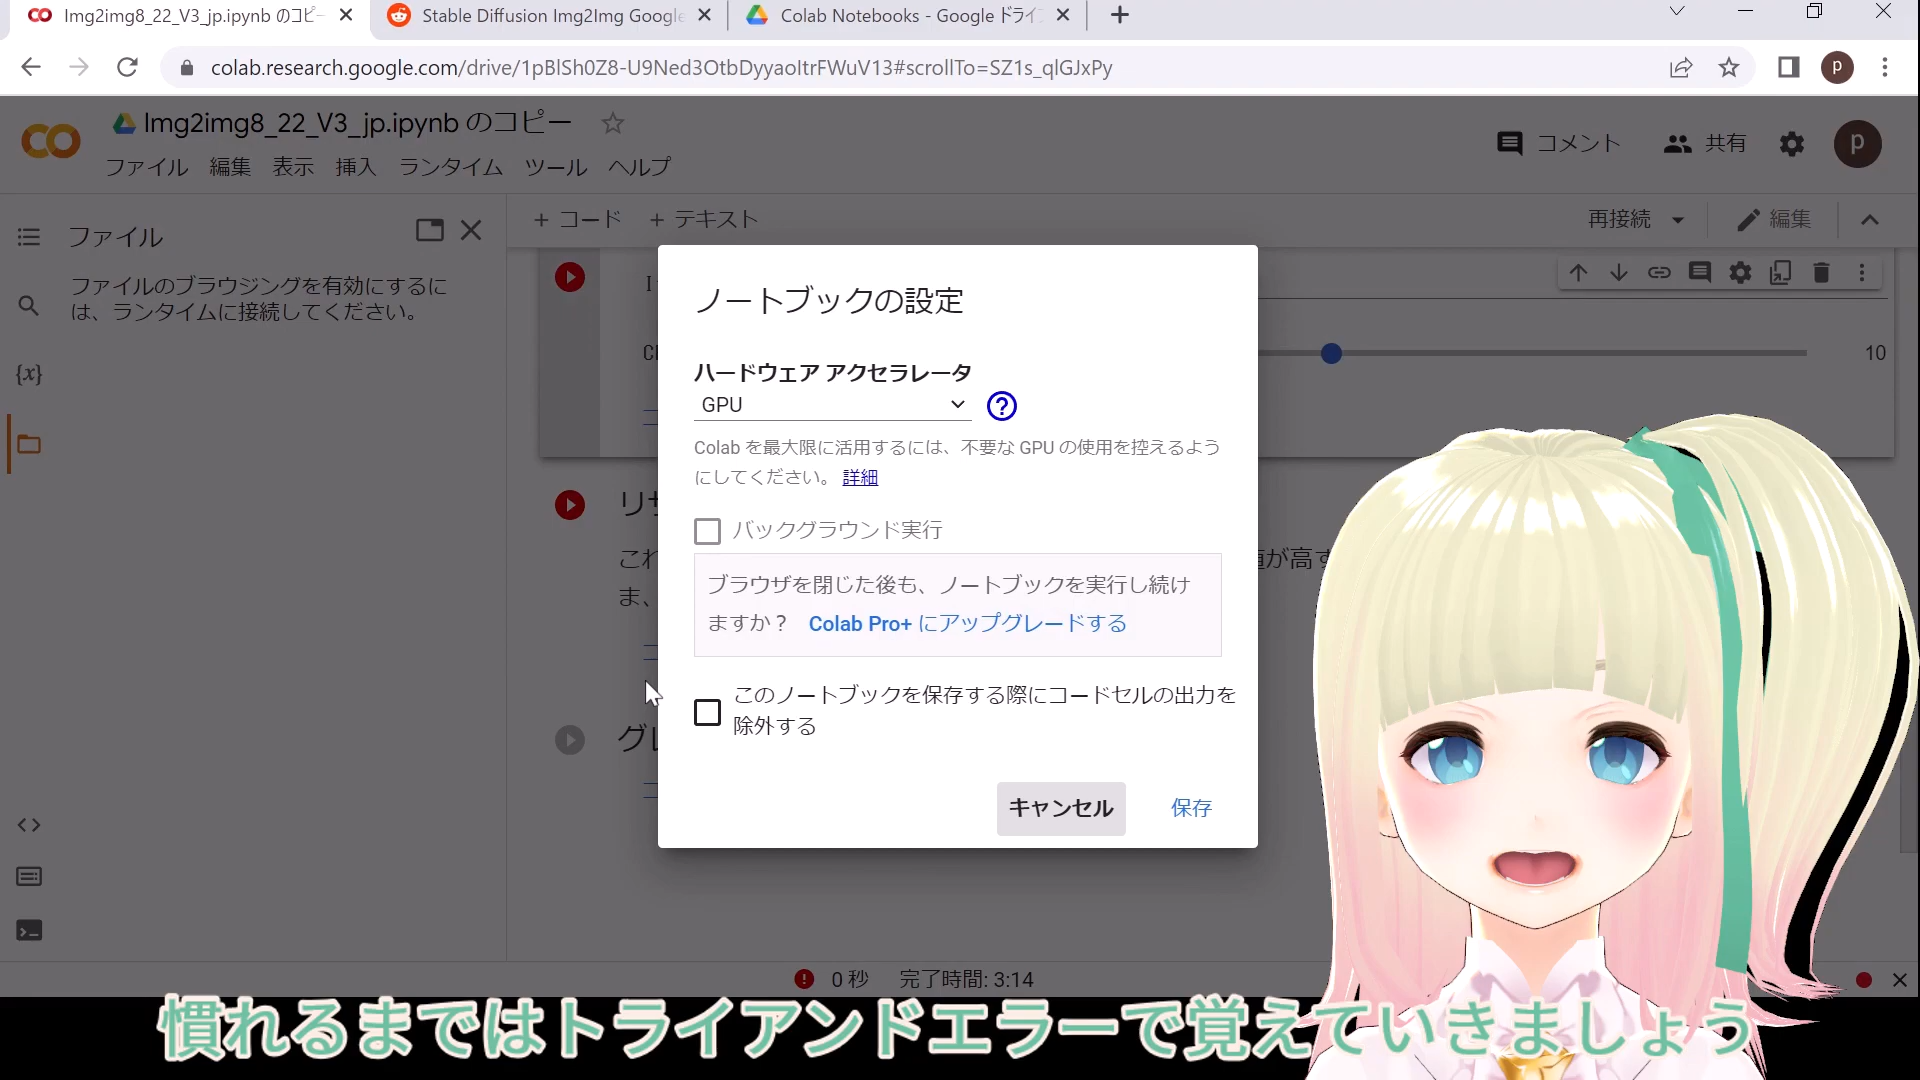 Img2img8_22_V3_jp.ipynb のコピー
Stable Diffusion Img2Img Google
Colab Notebooks - Google ドライ
colab.research.google.com/drive/1pBlSh0Z8-U9Ned3OtbDyyaoItrFWuV13#scrollTo=SZ1s_qlGJxPy
p
Img2img8_22_V3_jp.ipynb のコピー
コメント
共有
p
ファイル 編集 表示 挿入 ランタイム ツール ヘルプ
ファイル
+ コード + テキスト
再接続
編集
ファイルのブラウジングを有効にするに
は、ランタイムに接続してください。
{x}
10
ノートブックの設定
ハードウェア アクセラレータ
GPU
Colab を最大限に活用するには、不要な GPU の使用を控えるよう
にしてください。 詳細
バックグラウンド実行
ブラウザを閉じた後も、ノートブックを実行し続け
ますか？ Colab Pro+ にアップグレードする
このノートブックを保存する際にコードセルの出力を
除外する
キャンセル
保存
リサ
これ
値が高す
ま、
グレ
0 秒 完了時間: 3:14
慣れるまではトライアンドエラーで覚えていきましょう